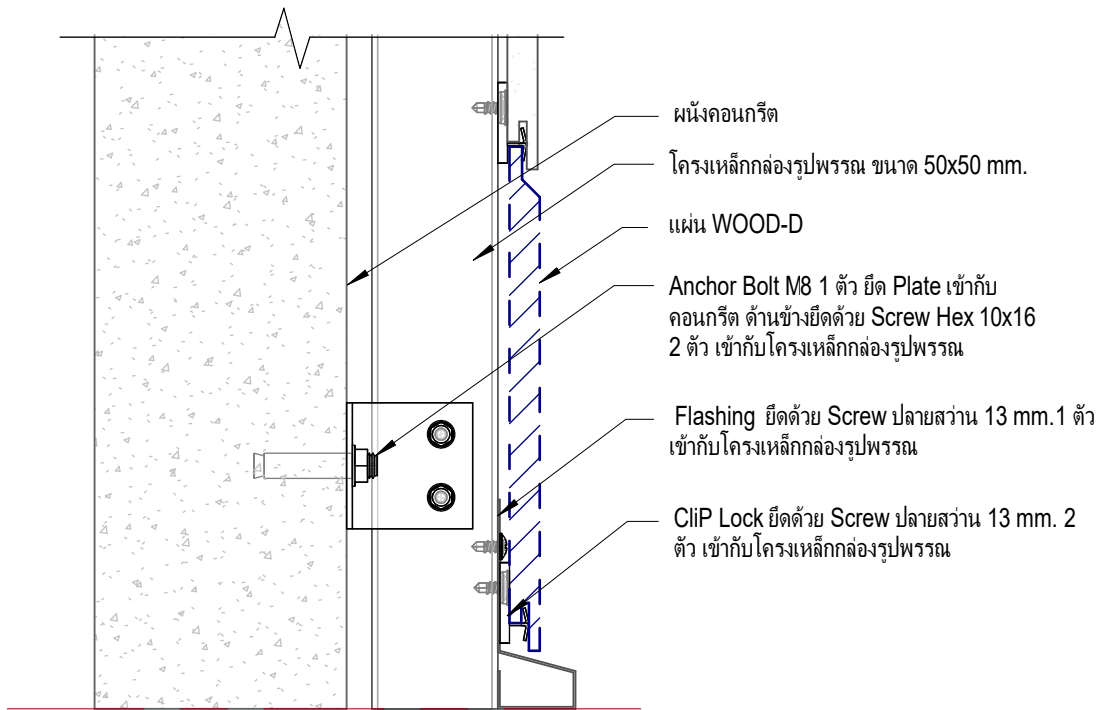 ผนังคอนกรีต
โครงเหล็กกล่องรูปพรรณ ขนาด 50x50 mm.
แผ่น WOOD-D
Anchor Bolt M8 1 ตัว ยึด Plate เข้ากับ
คอนกรีต ด้านข้างยึดด้วย Screw Hex 10x16
2 ตัว เข้ากับโครงเหล็กกล่องรูปพรรณ
Flashing ยึดด้วย Screw ปลายสว่าน 13 mm.1 ตัว
เข้ากับโครงเหล็กกล่องรูปพรรณ
CliP Lock ยึดด้วย Screw ปลายสว่าน 13 mm. 2
ตัว เข้ากับโครงเหล็กกล่องรูปพรรณ